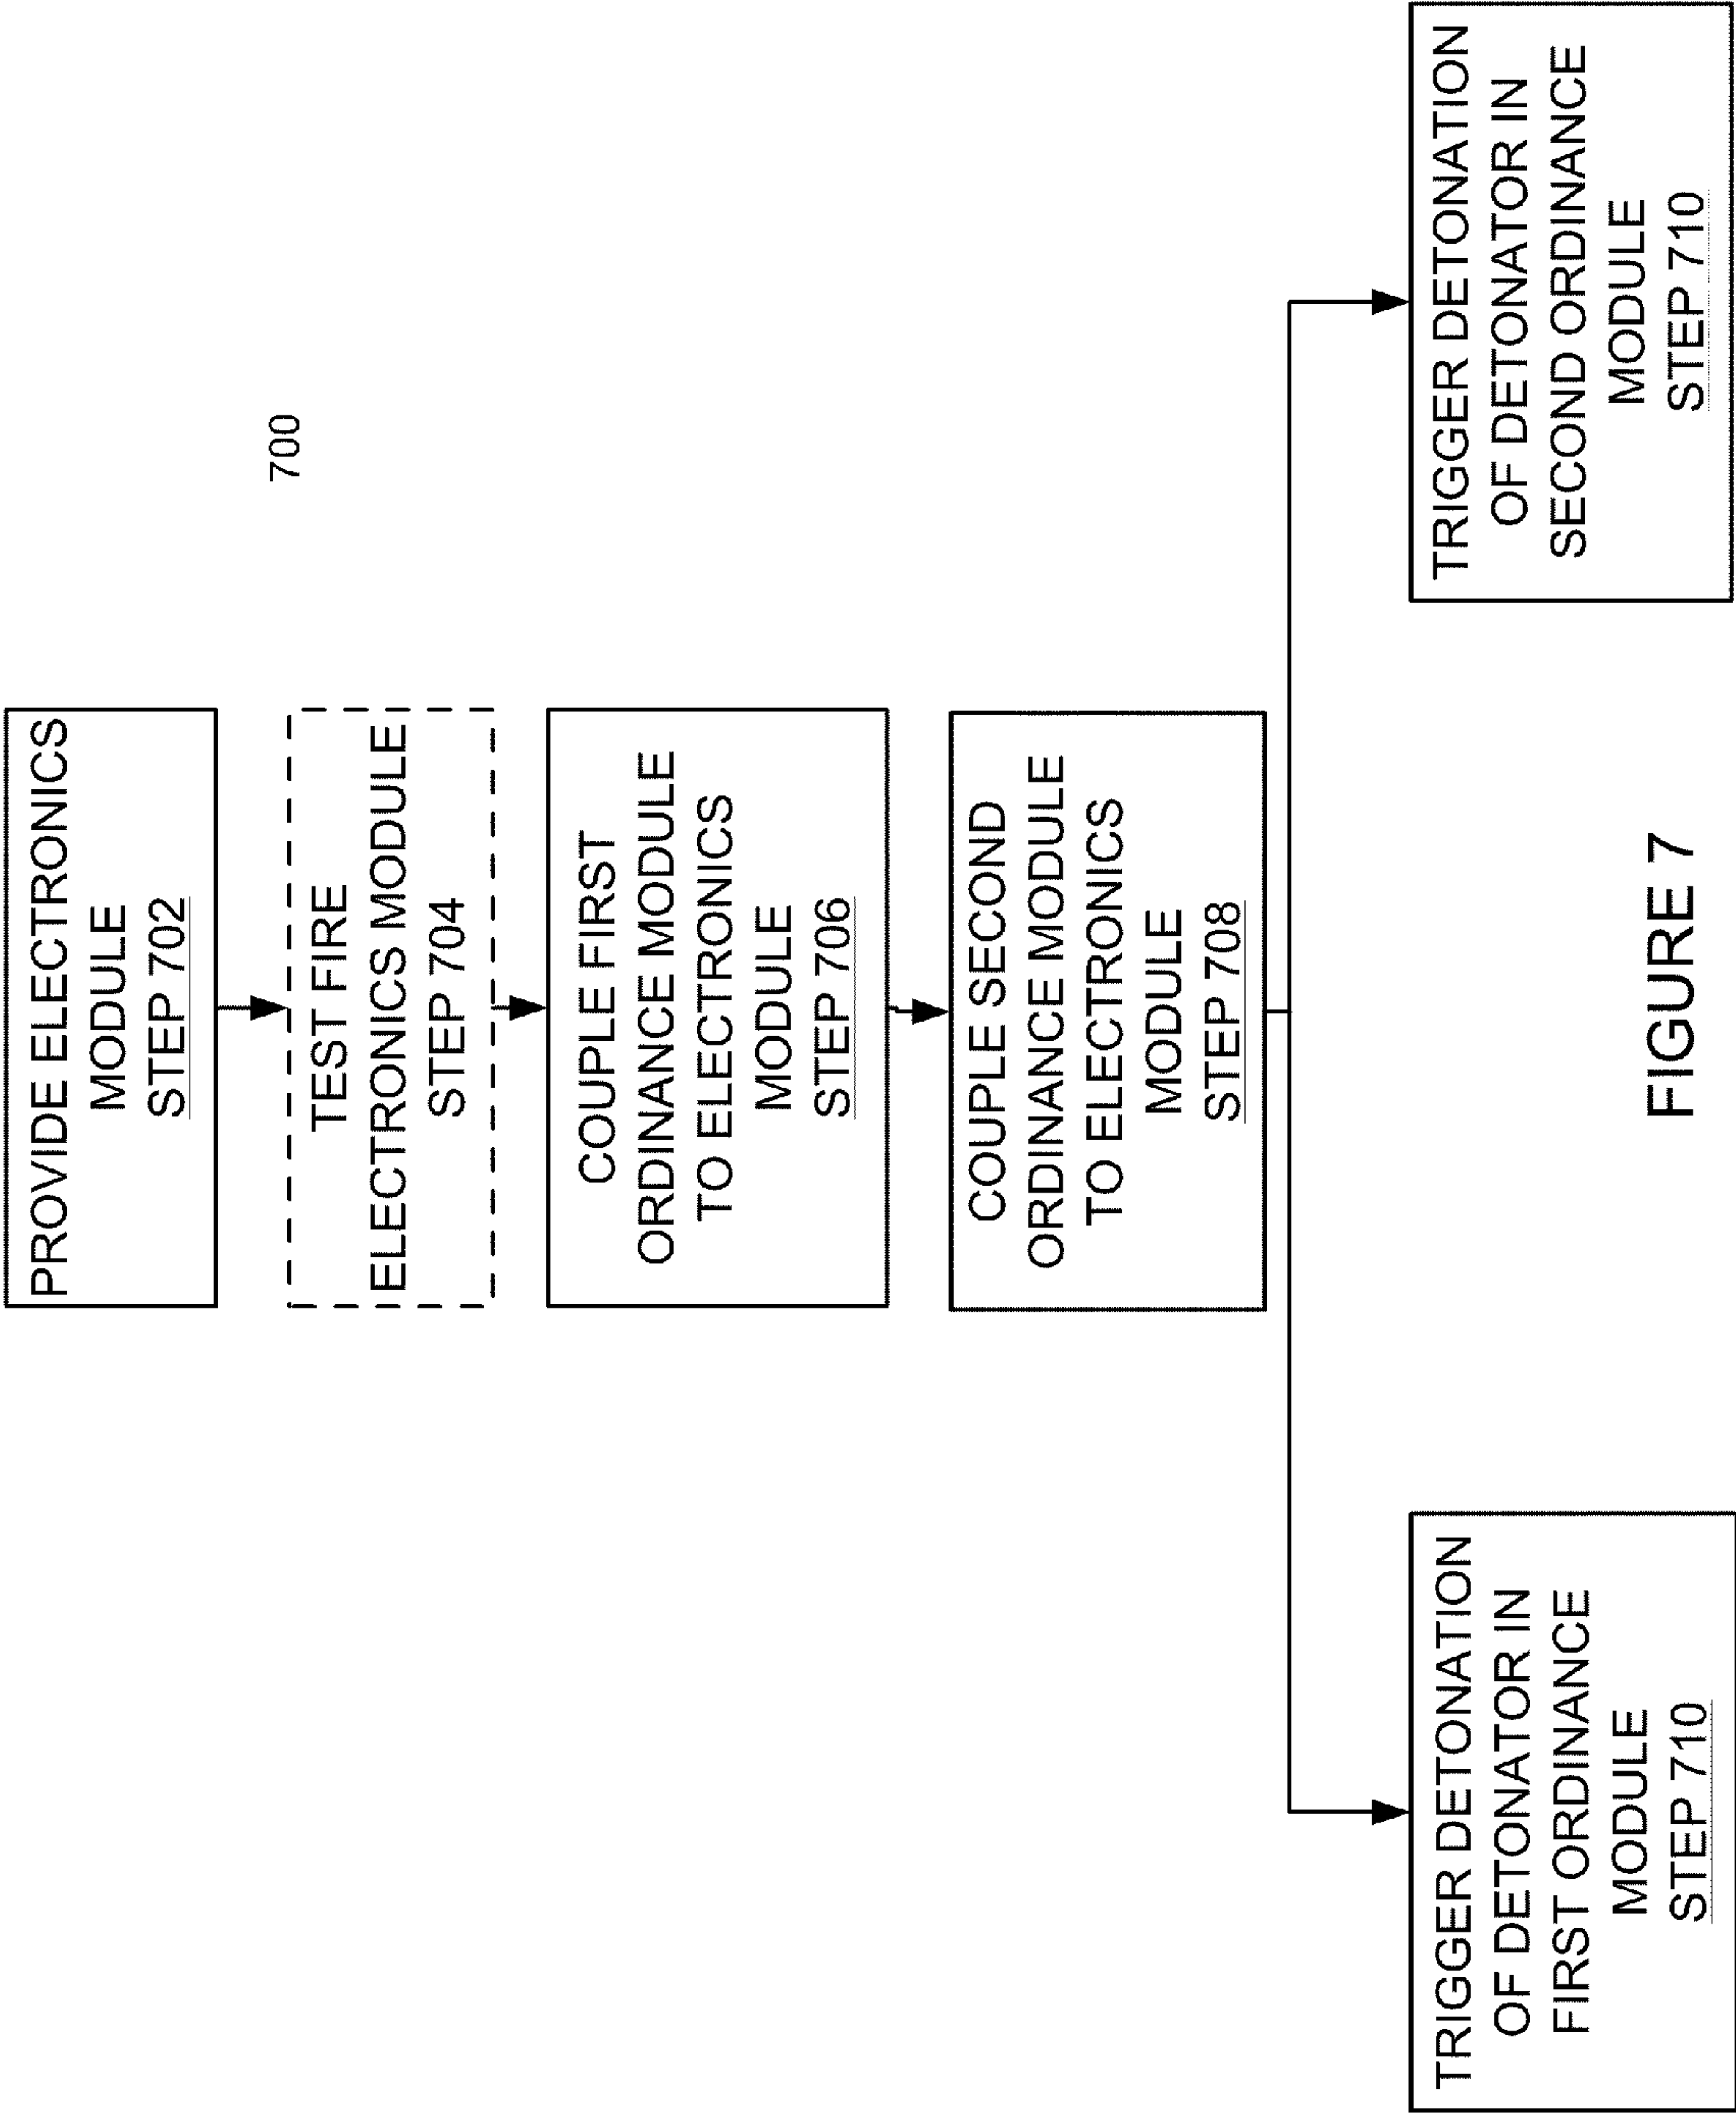 PROVIDE ELECTRONICS
MODULE
STEP 702
700
TEST FIRE
ELECTRONICS MODULE
STEP 704
COUPLE FIRST
ORDINANCE MODULE
TO ELECTRONICS
MODULE
STEP 706
COUPLE SECOND
ORDINANCE MODULE
TO ELECTRONICS
MODULE
STEP 708
TRIGGER DETONATION
OF DETONATOR IN
FIRST ORDINANCE
MODULE
STEP 710
TRIGGER DETONATION
OF DETONATOR IN
SECOND ORDINANCE
MODULE
STEP 710
FIGURE 7